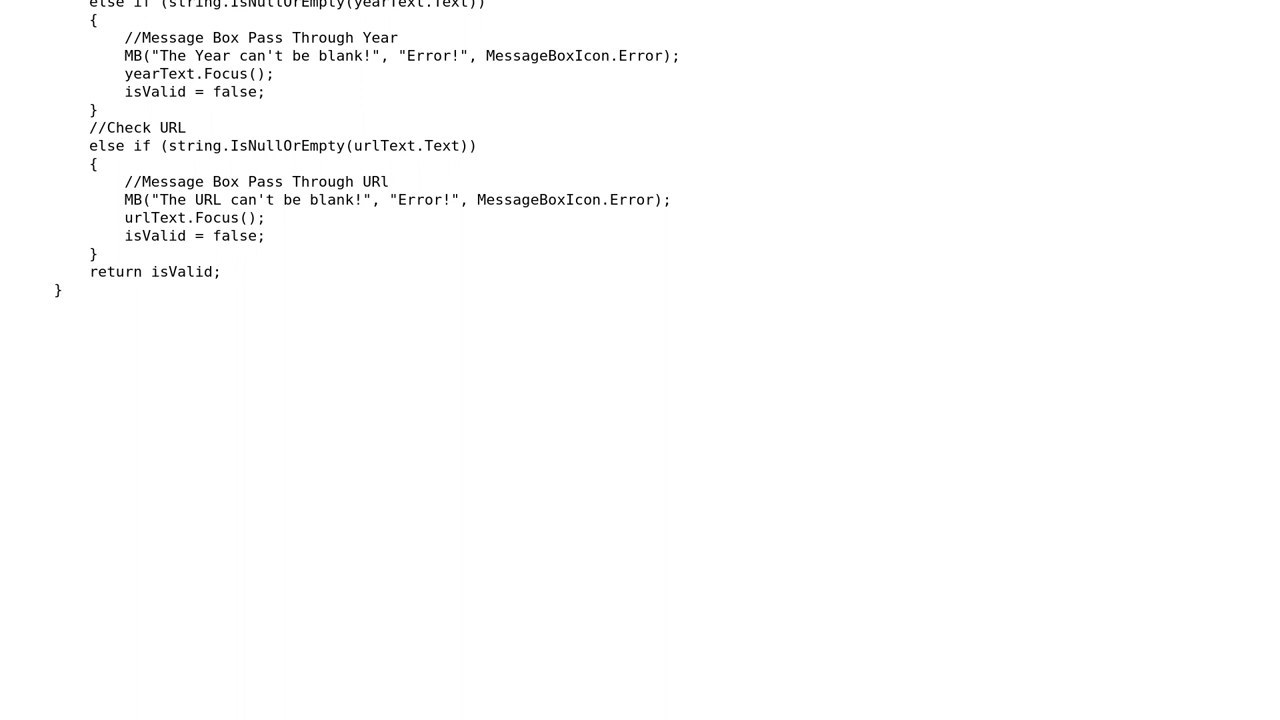 else if (string.IsNullOrEmpty(yearText.Text))
{
//Message Box Pass Through Year
MB("The Year can't be blank!", "Error!", MessageBoxIcon.Error);
yearText.Focus();
isValid = false;
}
//Check URL
else if (string.IsNullOrEmpty(urlText.Text))
{
//Message Box Pass Through URl
MB("The URL can't be blank!", "Error!", MessageBoxIcon.Error);
urlText.Focus();
isValid = false;
}
return isValid;
}